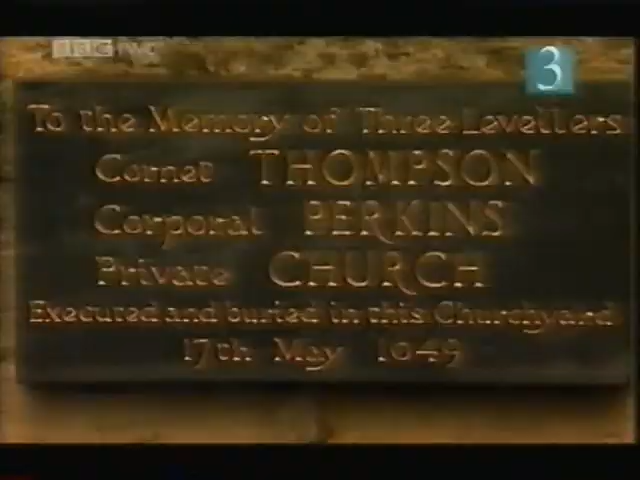 BBC TWO
3
To the Memory of Three Levellers
Cornet THOMPSON
Corporal PERKINS
Private CHURCH
Executed and buried in this Churchyard
17th May 1649